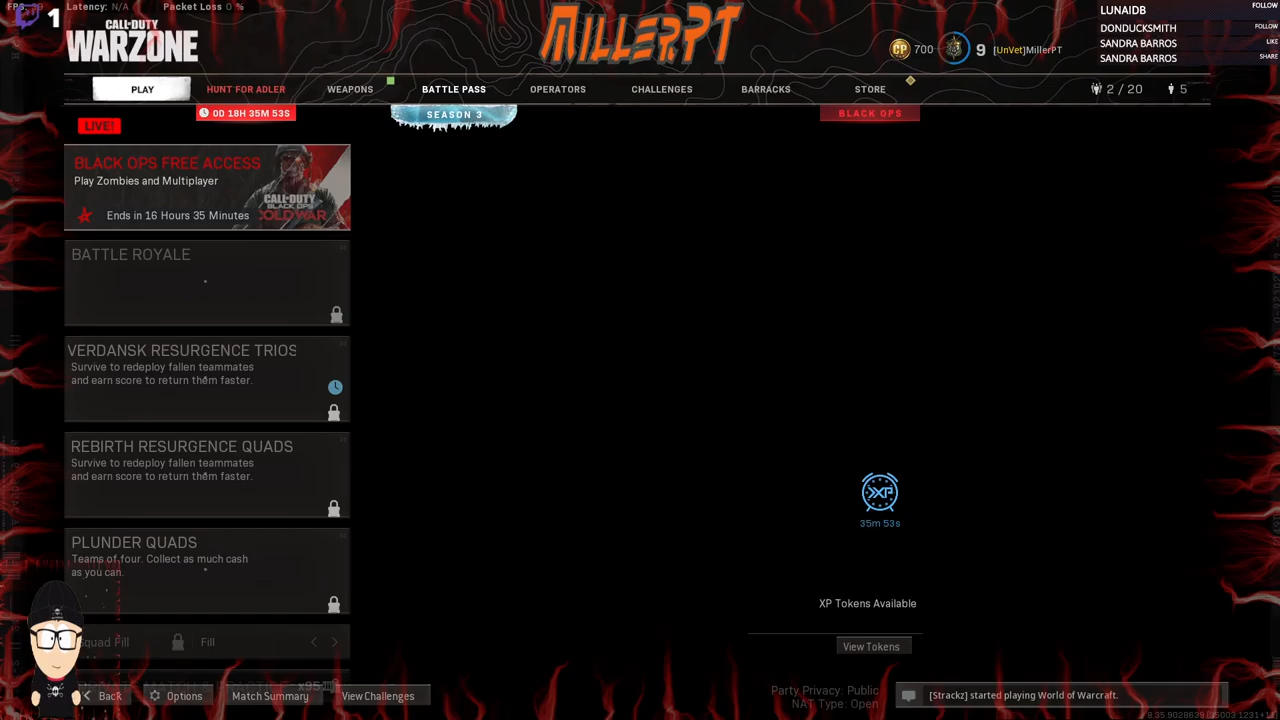 Latency: N/A
Packet Loss 0 %
1
CALL·DUTY
WARZONE
MILLERPT
CP 700
9
[UnVet]MillerPT
LUNAIDB
FOLLOW
DONDUCKSMITH
FOLLOW
SANDRA BARROS
LIKE
SANDRA BARROS
SHARE
PLAY
HUNT FOR ADLER
WEAPONS
BATTLE PASS
OPERATORS
CHALLENGES
BARRACKS
STORE
2 / 20
5
0D 18H 35M 53S
SEASON 3
BLACK OPS
LIVE!
BLACK OPS FREE ACCESS
Play Zombies and Multiplayer
Ends in 16 Hours 35 Minutes
CALL·DUTY
BLACK OPS
COLD WAR
BATTLE ROYALE
VERDANSK RESURGENCE TRIOS
Survive to redeploy fallen teammates
and earn score to return them faster.
REBIRTH RESURGENCE QUADS
Survive to redeploy fallen teammates
and earn score to return them faster.
PLUNDER QUADS
Teams of four. Collect as much cash
as you can.
XP
35m 53s
XP Tokens Available
View Tokens
Squad Fill
Fill
Back
Options
Match Summary
x95
View Challenges
Party Privacy: Public
NAT Type: Open
[Strackz] started playing World of Warcraft.